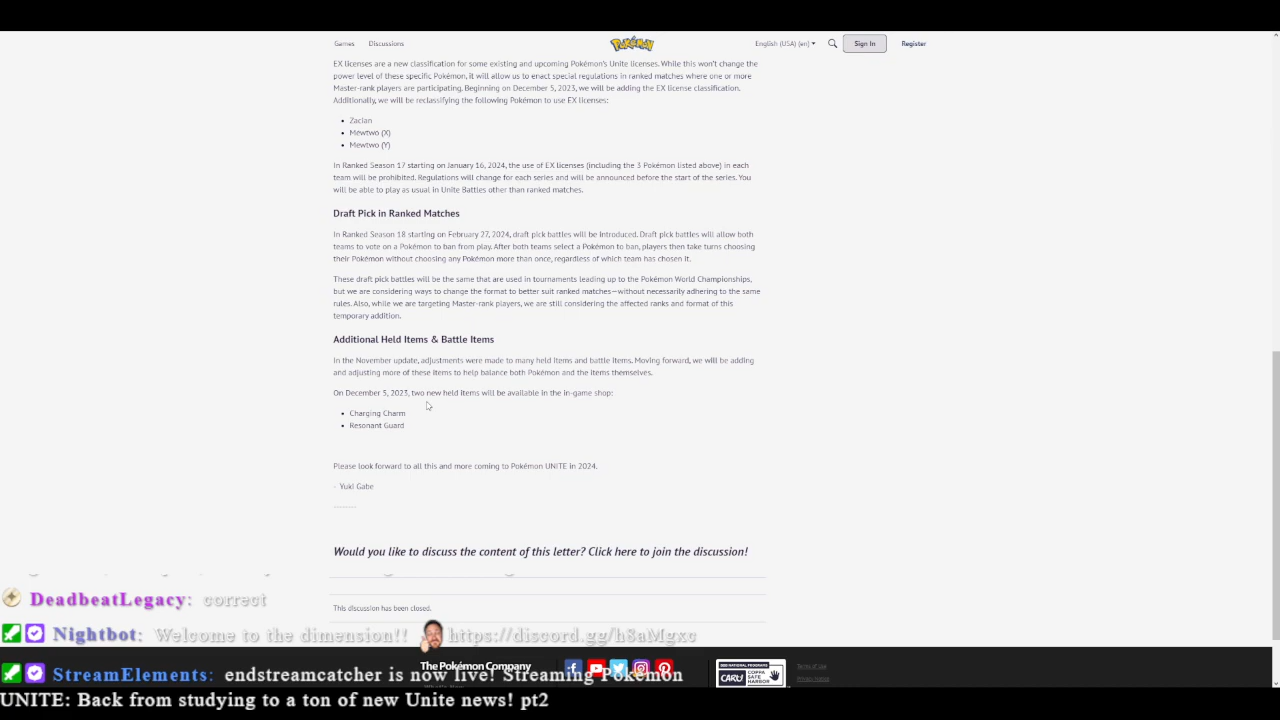 Games Discussions Pokémon English (USA) (en) Sign In Register
EX licenses are a new classification for some existing and upcoming Pokémon's Unite licenses. While this won't change the
power level of these specific Pokémon, it will allow us to enact special regulations in ranked matches where one or more
Master-rank players are participating. Beginning on December 5, 2023, we will be adding the EX license classification.
Additionally, we will be reclassifying the following Pokémon to use EX licenses:
• Zacian
• Mewtwo (X)
• Mewtwo (Y)
In Ranked Season 17 starting on January 16, 2024, the use of EX licenses (including the 3 Pokémon listed above) in each
team will be prohibited. Regulations will change for each series and will be announced before the start of the series. You
will be able to play as usual in Unite Battles other than ranked matches.
Draft Pick in Ranked Matches
In Ranked Season 18 starting on February 27, 2024, draft pick battles will be introduced. Draft pick battles will allow both
teams to vote on a Pokémon to ban from play. After both teams select a Pokémon to ban, players then take turns choosing
their Pokémon without choosing any Pokémon more than once, regardless of which team has chosen it.
These draft pick battles will be the same that are used in tournaments leading up to the Pokémon World Championships,
but we are considering ways to change the format to better suit ranked matches—without necessarily adhering to the same
rules. Also, while we are targeting Master-rank players, we are still considering the affected ranks and format of this
temporary addition.
Additional Held Items & Battle Items
In the November update, adjustments were made to many held items and battle items. Moving forward, we will be adding
and adjusting more of these items to help balance both Pokémon and the items themselves.
On December 5, 2023, two new held items will be available in the in-game shop:
• Charging Charm
• Resonant Guard
Please look forward to all this and more coming to Pokémon UNITE in 2024.
- Yuki Gabe
--------
Would you like to discuss the content of this letter? Click here to join the discussion!
DeadbeatLegacy: correct
This discussion has been closed.
Nightbot: Welcome to the dimension!! https://discord.gg/h8aMgxc
The Pokémon Company
Terms of Use
StreamElements: endstreamcatcher is now live! Streaming Pokémon
UNITE: Back from studying to a ton of new Unite news! pt2